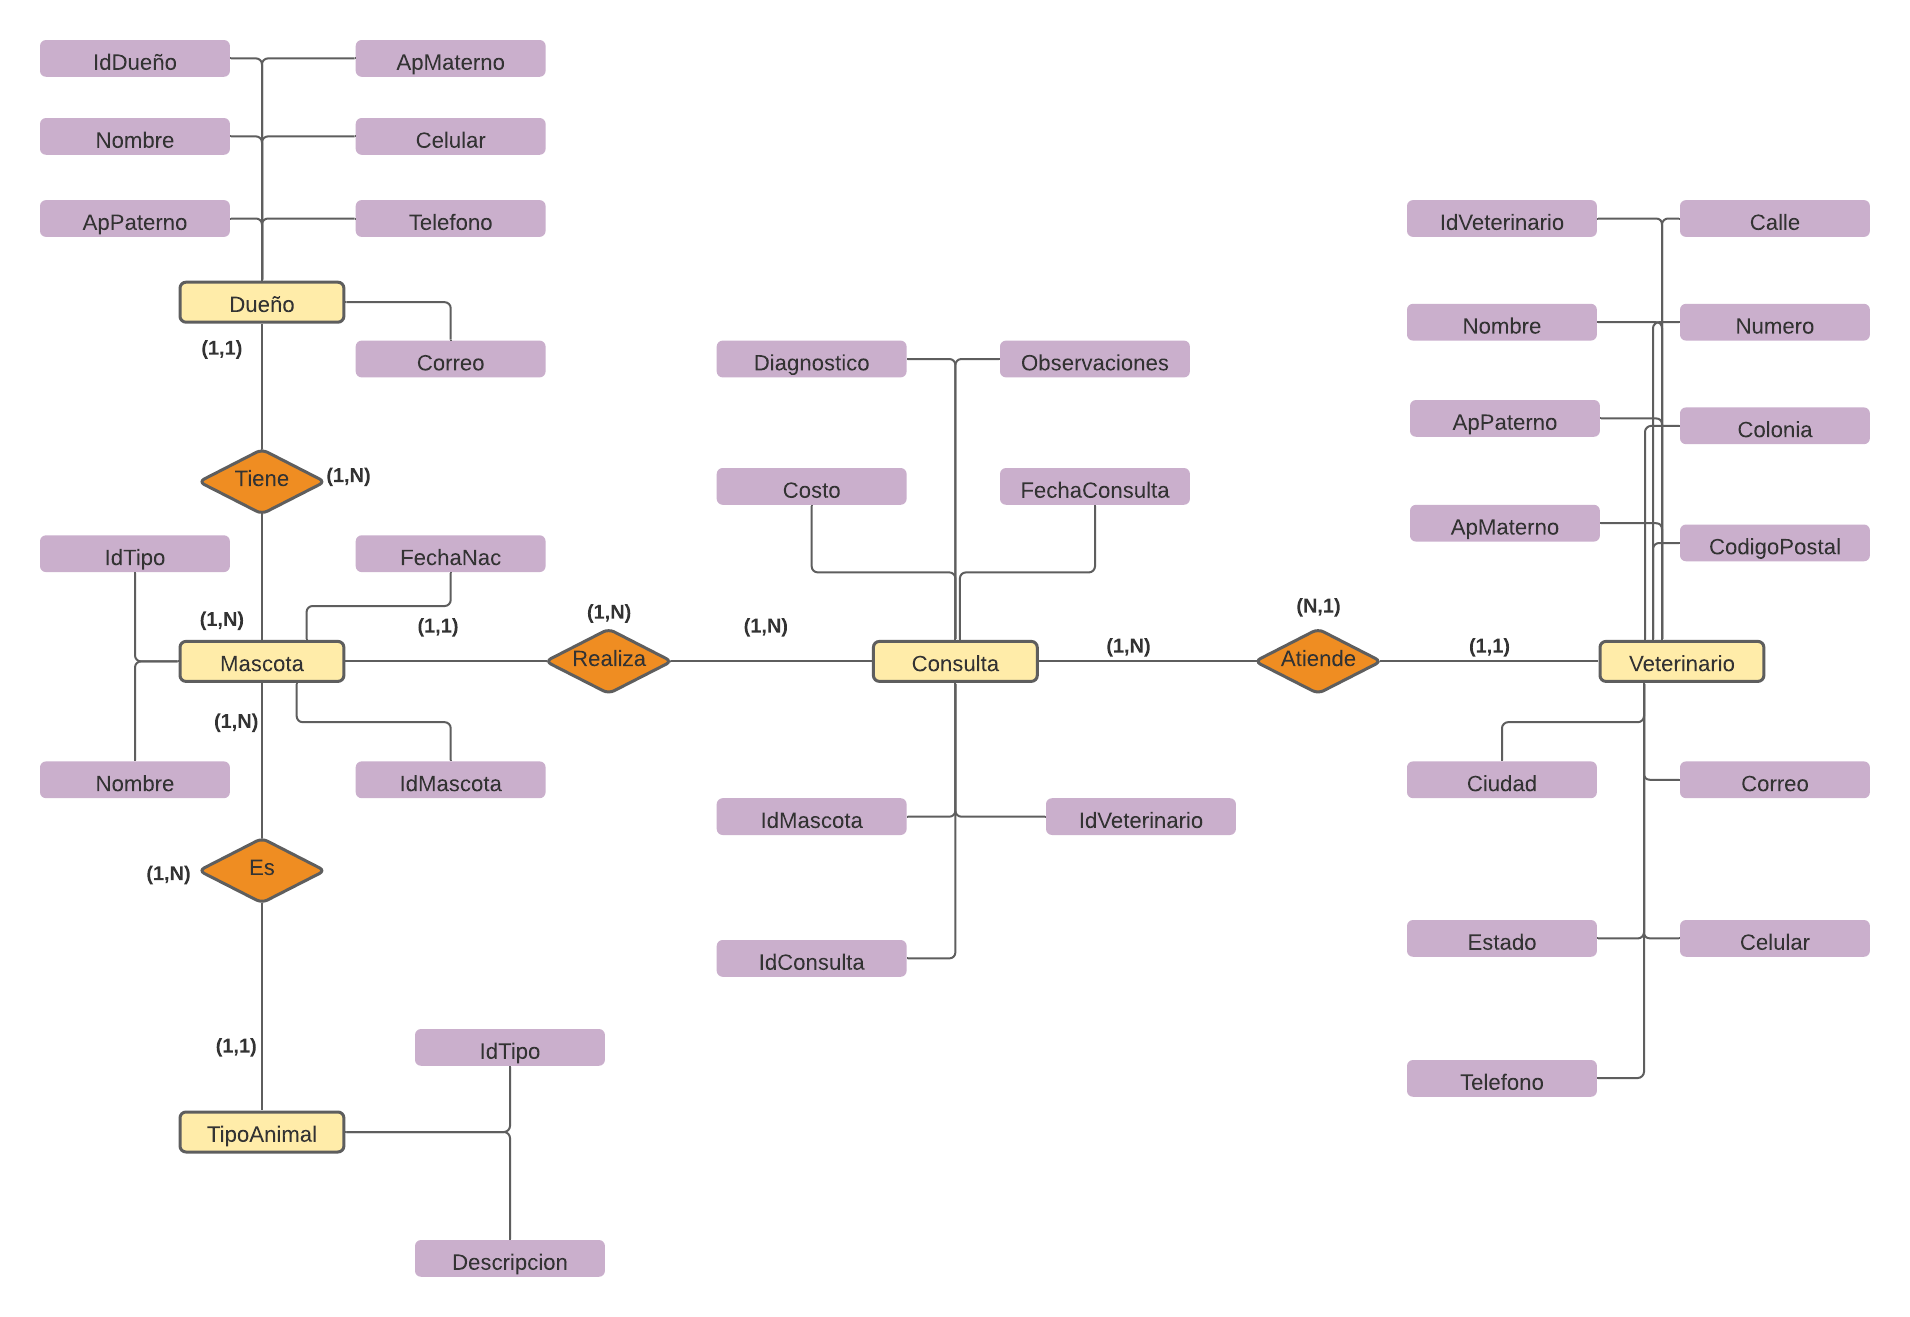 IdDueño
ApMaterno
Nombre
Celular
ApPaterno
Telefono
Dueño
(1,1)
Correo
Tiene
(1,N)
IdTipo
FechaNac
(1,N)
(1,1)
Mascota
(1,N)
Nombre
IdMascota
Es
(1,N)
(1,1)
TipoAnimal
IdTipo
Descripcion
(1,N)
Realiza
(1,N)
Diagnostico
Observaciones
Costo
FechaConsulta
Consulta
IdMascota
IdVeterinario
IdConsulta
(1,N)
(N,1)
Atiende
(1,1)
IdVeterinario
Calle
Nombre
Numero
ApPaterno
Colonia
ApMaterno
CodigoPostal
Veterinario
Ciudad
Correo
Estado
Celular
Telefono